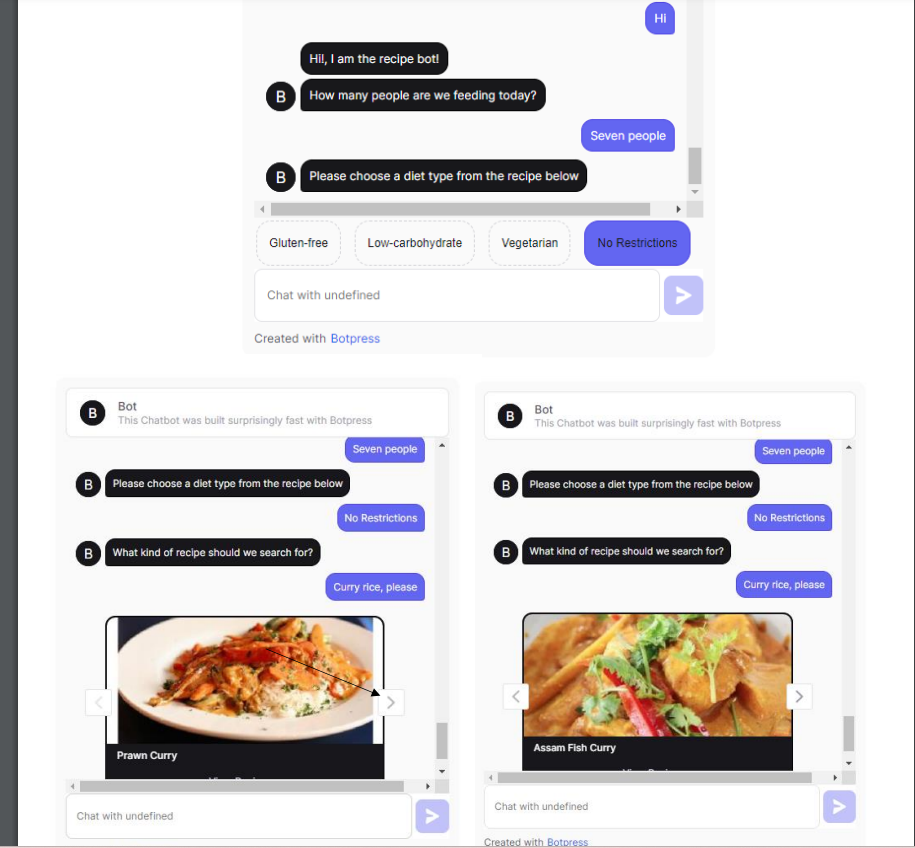 Hi
Hi!, I am the recipe bot!
B
How many people are we feeding today?
Seven people
B
Please choose a diet type from the recipe below
Gluten-free
Low-carbohydrate
Vegetarian
No Restrictions
Chat with undefined
Created with Botpress
B
Bot
This Chatbot was built surprisingly fast with Botpress
Seven people
B
Please choose a diet type from the recipe below
No Restrictions
B
What kind of recipe should we search for?
Curry rice, please
Prawn Curry
Chat with undefined
B
Bot
This Chatbot was built surprisingly fast with Botpress
Seven people
B
Please choose a diet type from the recipe below
No Restrictions
B
What kind of recipe should we search for?
Curry rice, please
Assam Fish Curry
Chat with undefined
Created with Botpress